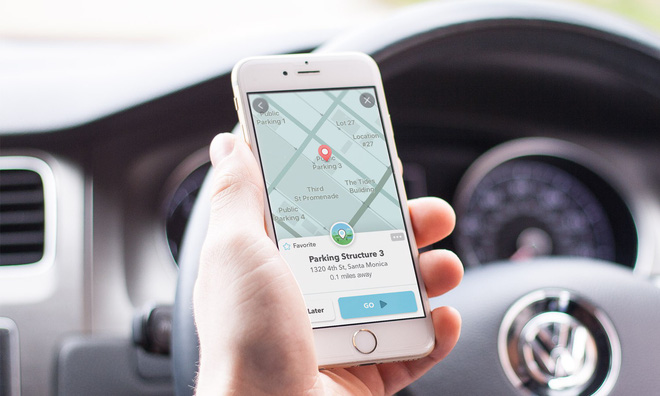 Public
Parking 1
Lot 27
Location
#27
Public
Parking 3
Third
St Promenade
The Tides
Building
Public
Parking 4
Favorite
Parking Structure 3
1320 4th St, Santa Monica
0.1 miles away
Later
GO